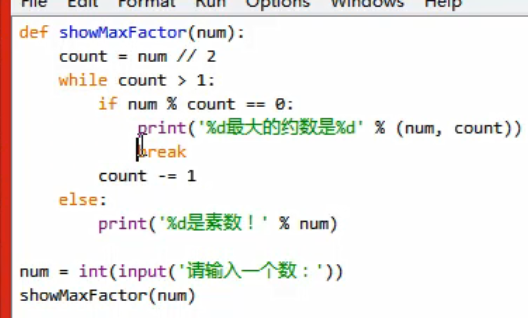 File Edit Format Run Options Windows Help
def showMaxFactor(num):
    count = num // 2
    while count > 1:
        if num % count == 0:
            print('%d最大的约数是%d' % (num, count))
            break
        count -= 1
    else:
        print('%d是素数！' % num)

num = int(input('请输入一个数：'))
showMaxFactor(num)